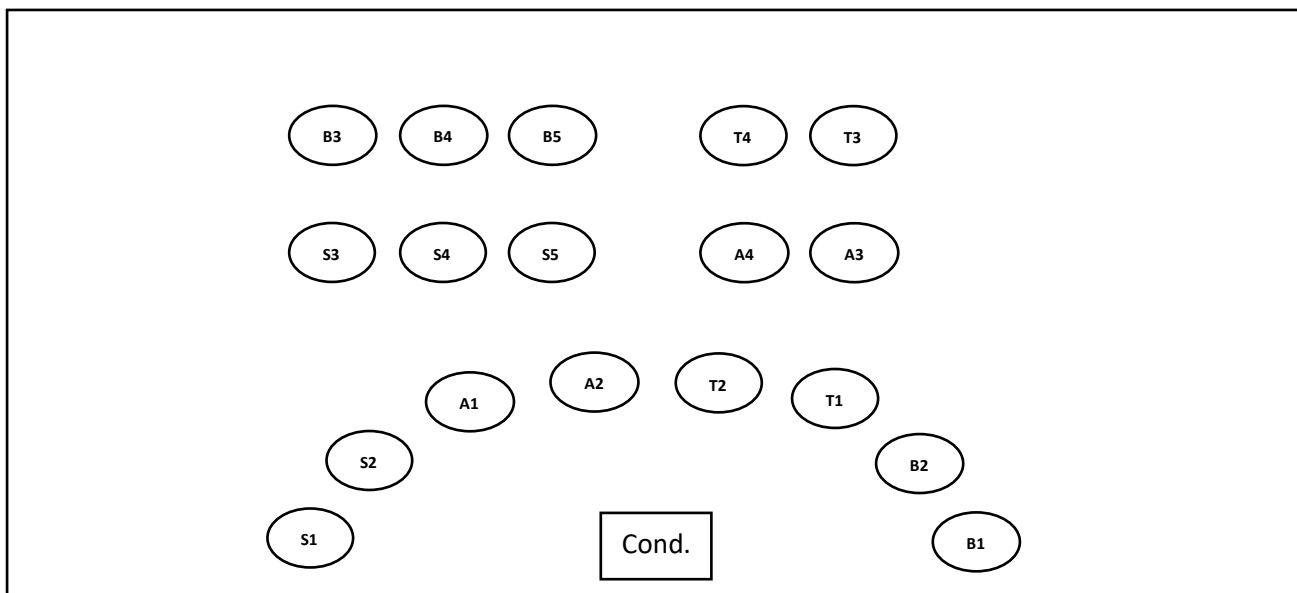 B3 B4 B5 T4 T3
S3 S4 S5 A4 A3
A2 T2
A1 T1
S2 B2
S1 Cond. B1